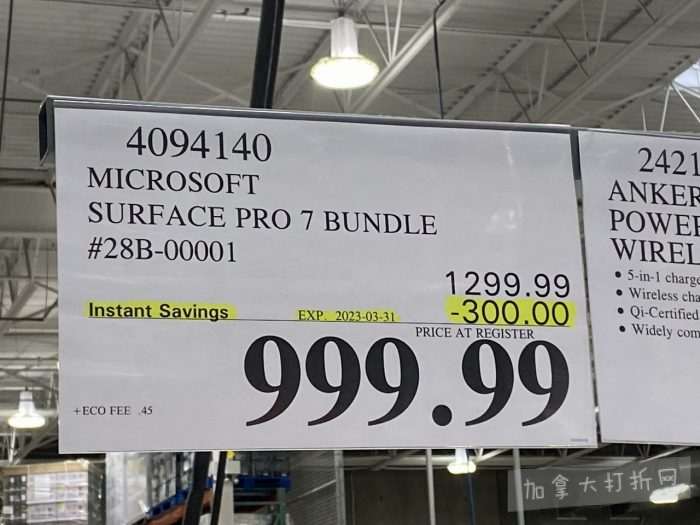 4094140
MICROSOFT
SURFACE PRO 7 BUNDLE
#28B-00001
1299.99
Instant Savings EXP. 2023-03-31 -300.00
PRICE AT REGISTER
999.99
+ECO FEE .45
2421
ANKER
POWE
WIREL
• 5-in-1 charge
• Wireless cha
• Qi-Certified
• Widely com
加拿大打折网